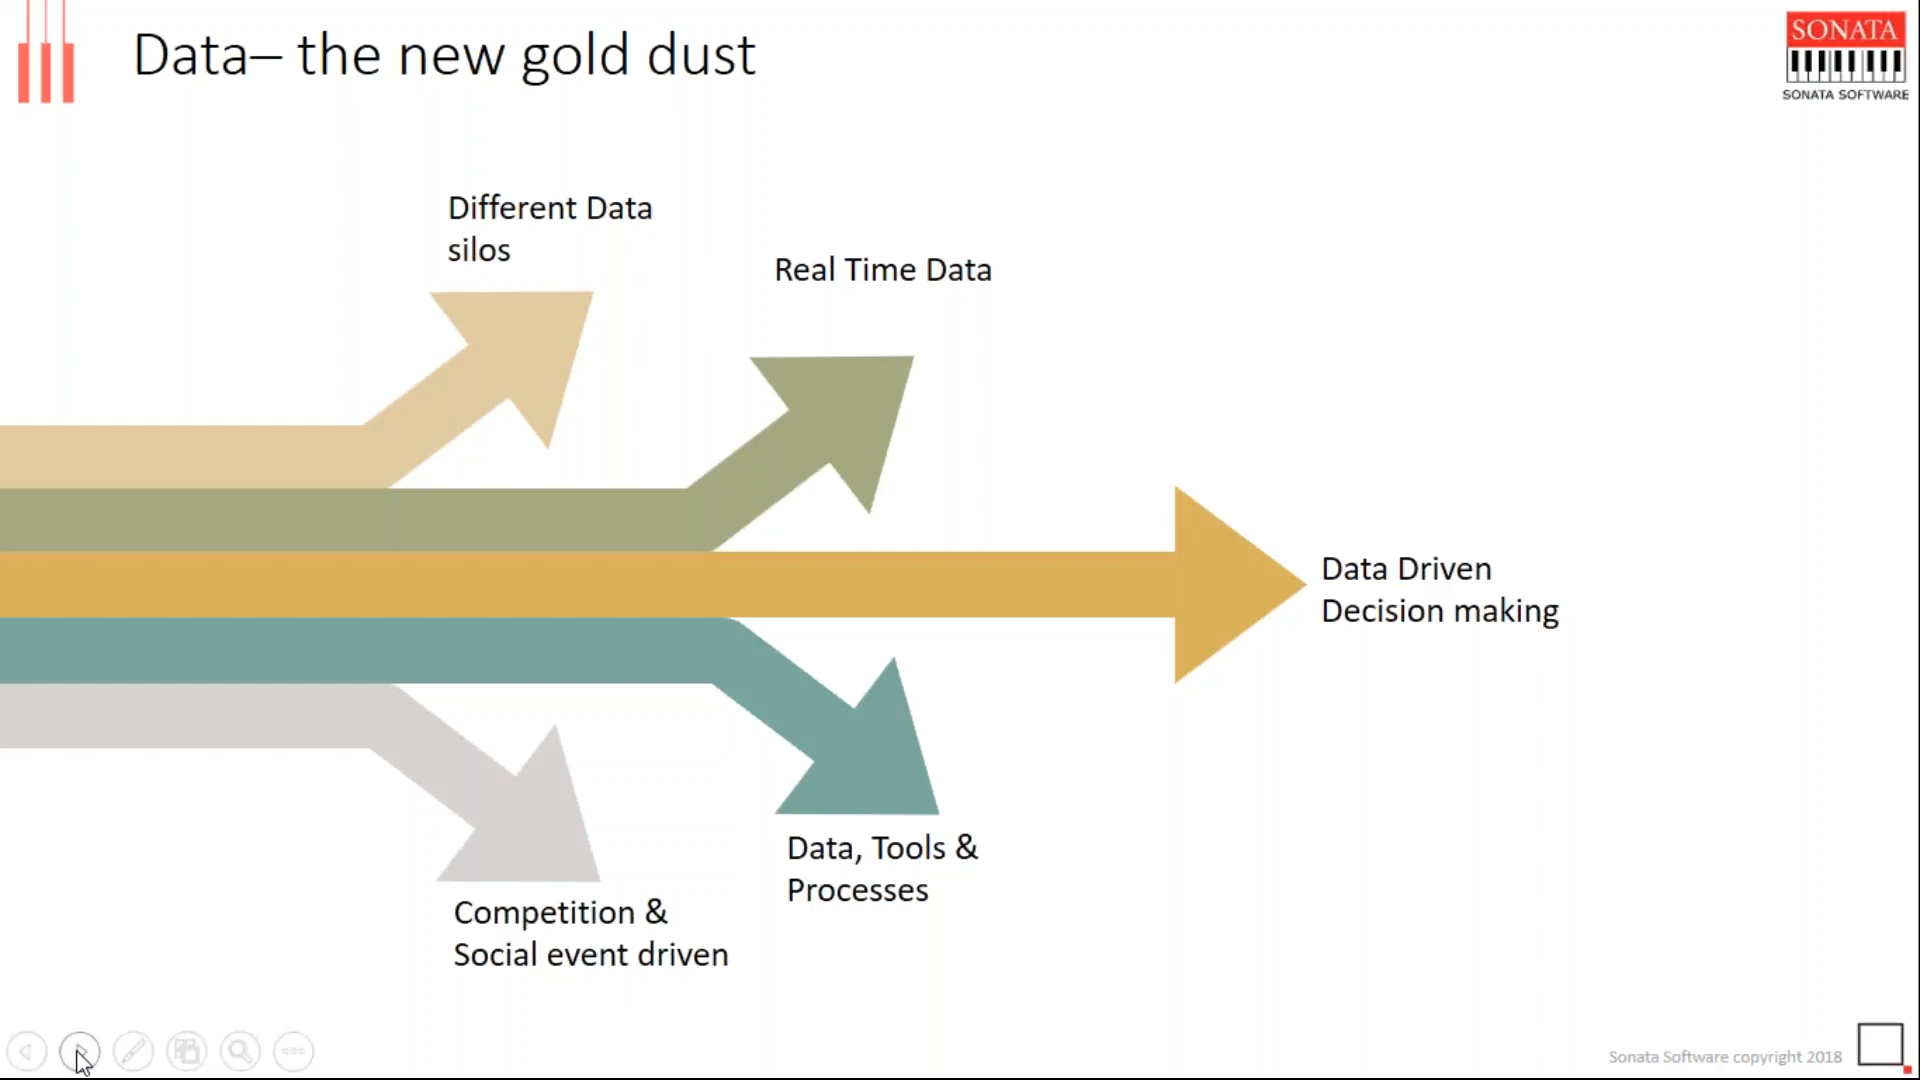 Data– the new gold dust
SONATA
SONATA SOFTWARE
Different Data
silos
Real Time Data
Data Driven
Decision making
Data, Tools &
Processes
Competition &
Social event driven
Sonata Software copyright 2018